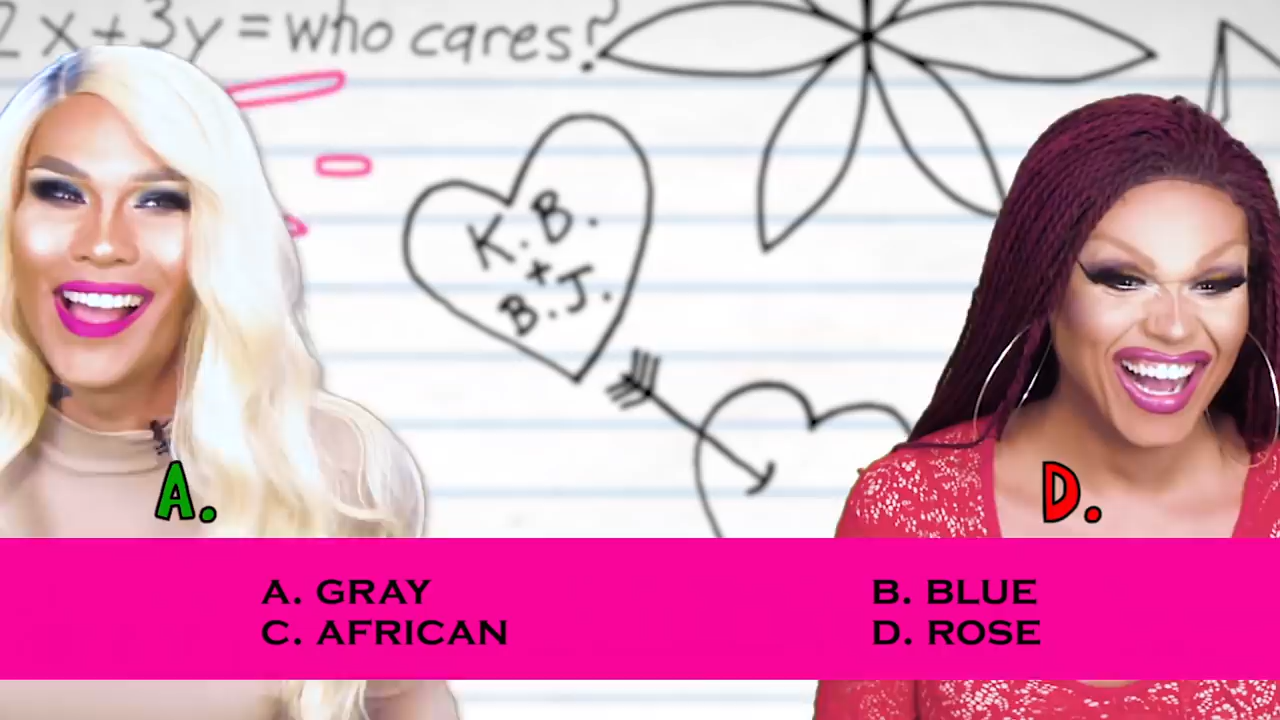 2x+3y = who cares?
K.B.
+
B.J.
A.
D.
A. GRAY
B. BLUE
C. AFRICAN
D. ROSE